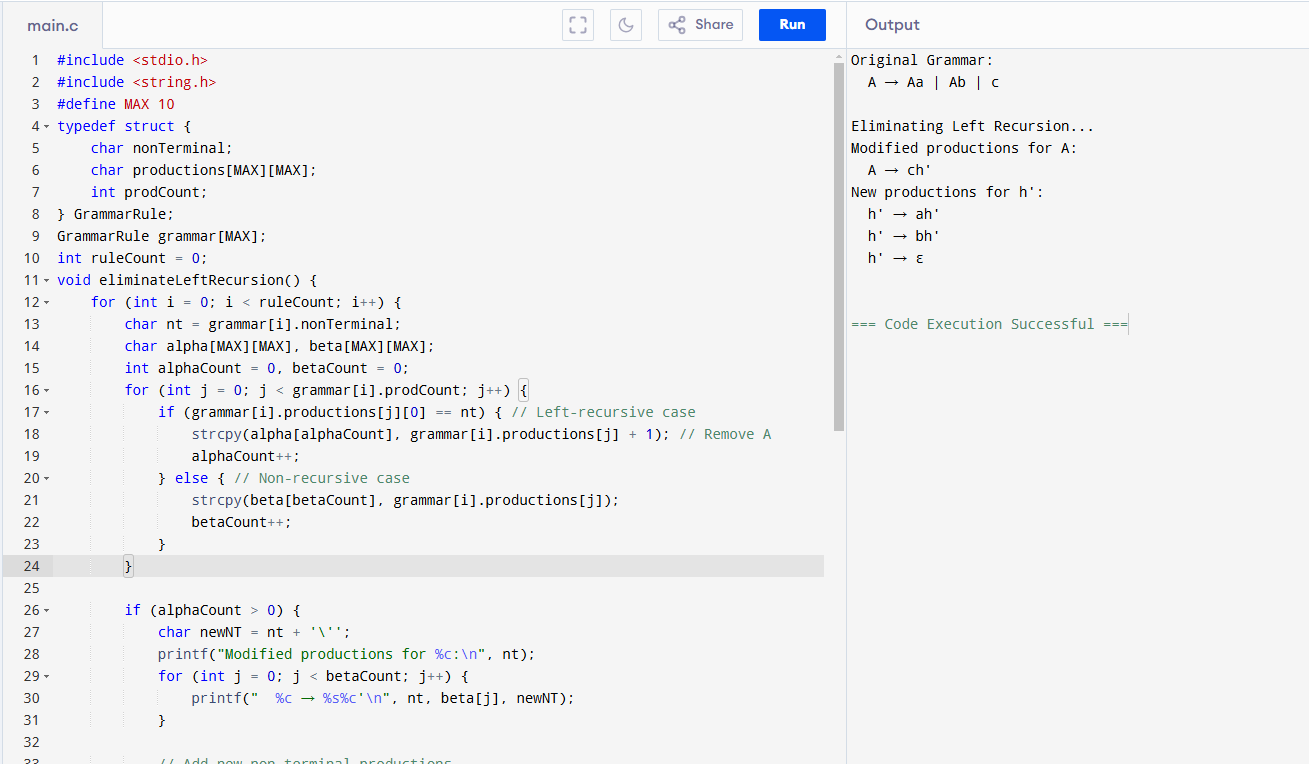 main.c
Share
Run
Output
1 #include <stdio.h>
2 #include <string.h>
3 #define MAX 10
4 typedef struct {
5     char nonTerminal;
6     char productions[MAX][MAX];
7     int prodCount;
8 } GrammarRule;
9 GrammarRule grammar[MAX];
10 int ruleCount = 0;
11 void eliminateLeftRecursion() {
12     for (int i = 0; i < ruleCount; i++) {
13         char nt = grammar[i].nonTerminal;
14         char alpha[MAX][MAX], beta[MAX][MAX];
15         int alphaCount = 0, betaCount = 0;
16         for (int j = 0; j < grammar[i].prodCount; j++) {
17             if (grammar[i].productions[j][0] == nt) { // Left-recursive case
18                 strcpy(alpha[alphaCount], grammar[i].productions[j] + 1); // Remove A
19                 alphaCount++;
20             } else { // Non-recursive case
21                 strcpy(beta[betaCount], grammar[i].productions[j]);
22                 betaCount++;
23             }
24         }
25
26         if (alphaCount > 0) {
27             char newNT = nt + '\'';
28             printf("Modified productions for %c:\n", nt);
29             for (int j = 0; j < betaCount; j++) {
30                 printf("  %c → %s%c'\n", nt, beta[j], newNT);
31             }
32
33             // Add new non-terminal productions
Original Grammar:
  A → Aa | Ab | c
Eliminating Left Recursion...
Modified productions for A:
  A → ch'
New productions for h':
  h' → ah'
  h' → bh'
  h' → ε
=== Code Execution Successful ===